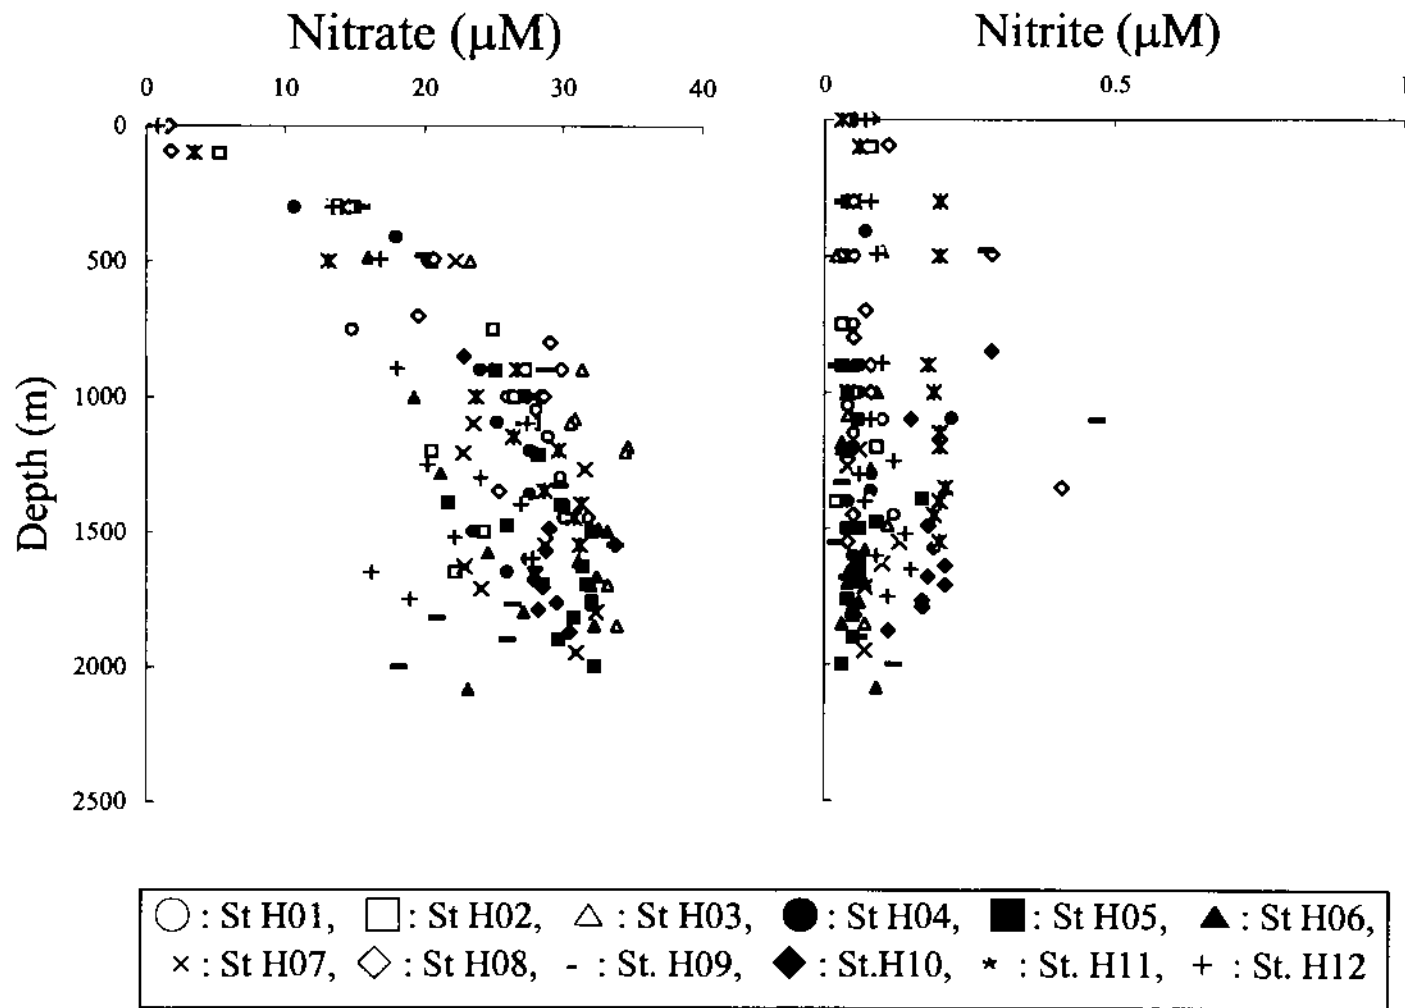 Nitrate (μM)
Nitrite (μM)
0 10 20 30 40
0 0.5 1
0
500
1000
1500
2000
2500
Depth (m)
: St H01, : St H02, : St H03, : St H04, : St H05, : St H06,
: St H07, : St H08, : St. H09, : St.H10, : St. H11, : St. H12